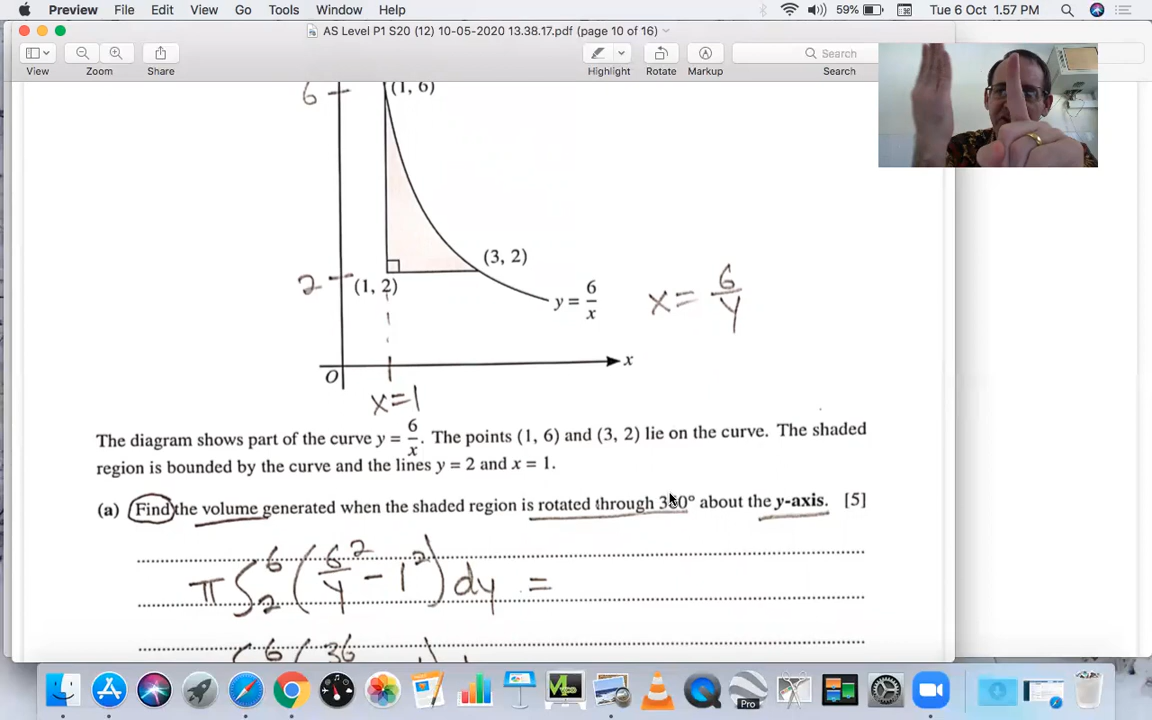 Preview File Edit View Go Tools Window Help 59% Tue 6 Oct 1.57 PM
AS Level P1 S20 (12) 10-05-2020 13.38.17.pdf (page 10 of 16)
View Zoom Share Highlight Rotate Markup Search
Search
6 (1, 6)
(3, 2)
2 (1, 2)
y = 6/x
x = 6/y
O x
x=1
The diagram shows part of the curve y = 6/x. The points (1, 6) and (3, 2) lie on the curve. The shaded
region is bounded by the curve and the lines y = 2 and x = 1.
(a) Find the volume generated when the shaded region is rotated through 360° about the y-axis. [5]
π∫₂⁶(6²/y − 1²) dy =
∫⁶(36
Pro